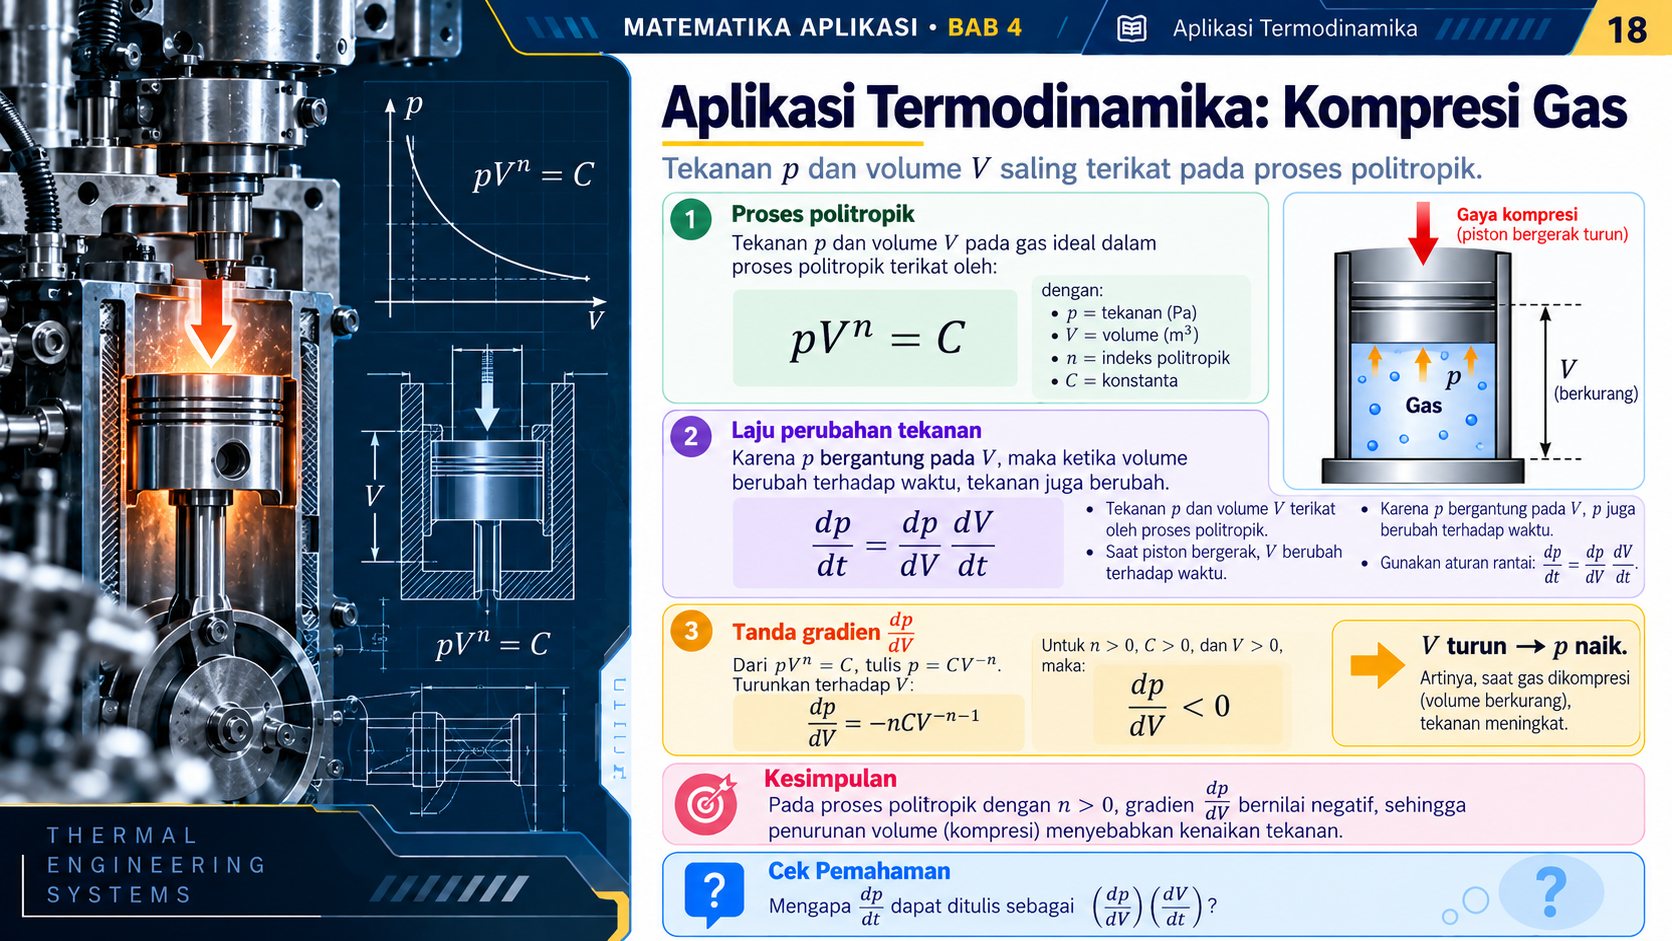 MATEMATIKA APLIKASI • BAB 4
Aplikasi Termodinamika
18
p
pVⁿ = C
V
V
pVⁿ = C
THERMAL
ENGINEERING
SYSTEMS
Aplikasi Termodinamika: Kompresi Gas
Tekanan p dan volume V saling terikat pada proses politropik.
1
Proses politropik
Tekanan p dan volume V pada gas ideal dalam
proses politropik terikat oleh:
pVⁿ = C
dengan:
• p = tekanan (Pa)
• V = volume (m³)
• n = indeks politropik
• C = konstanta
Gaya kompresi
(piston bergerak turun)
p
Gas
V
(berkurang)
2
Laju perubahan tekanan
Karena p bergantung pada V, maka ketika volume
berubah terhadap waktu, tekanan juga berubah.
dp/dt = dp/dV dV/dt
• Tekanan p dan volume V terikat
oleh proses politropik.
• Saat piston bergerak, V berubah
terhadap waktu.
• Karena p bergantung pada V, p juga
berubah terhadap waktu.
• Gunakan aturan rantai: dp/dt = dp/dV dV/dt.
3
Tanda gradien dp/dV
Dari pVⁿ = C, tulis p = CV⁻ⁿ.
Turunkan terhadap V:
dp/dV = −nCV⁻ⁿ⁻¹
Untuk n > 0, C > 0, dan V > 0,
maka:
dp/dV < 0
V turun → p naik.
Artinya, saat gas dikompresi
(volume berkurang),
tekanan meningkat.
Kesimpulan
Pada proses politropik dengan n > 0, gradien dp/dV bernilai negatif, sehingga
penurunan volume (kompresi) menyebabkan kenaikan tekanan.
?
Cek Pemahaman
Mengapa dp/dt dapat ditulis sebagai (dp/dV)(dV/dt)?
?